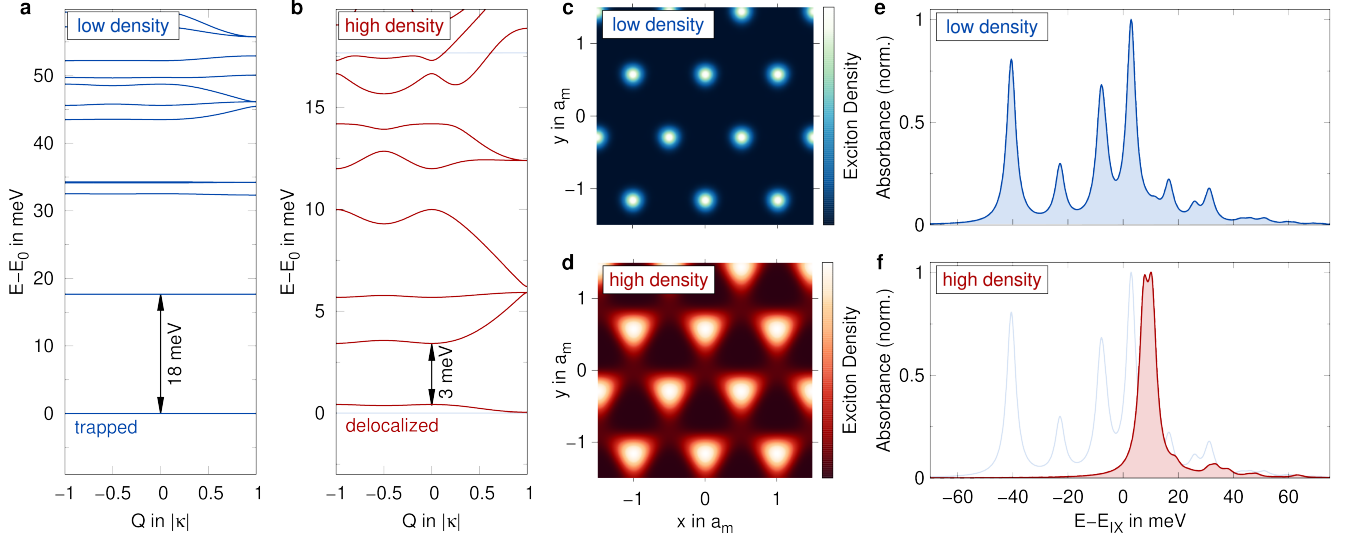 a
low density
E−E0 in meV
50
40
30
20
10
0
18 meV
trapped
−1
−0.5
0
0.5
1
Q in |κ|
b
high density
E−E0 in meV
15
10
5
0
3 meV
delocalized
−1
−0.5
0
0.5
1
Q in |κ|
c
low density
y in am
1
0
−1
Exciton Density
d
high density
y in am
1
0
−1
−1
0
1
x in am
Exciton Density
e
low density
Absorbance (norm.)
1
0.5
0
f
high density
Absorbance (norm.)
1
0.5
0
−60
−40
−20
0
20
40
60
E−EIX in meV